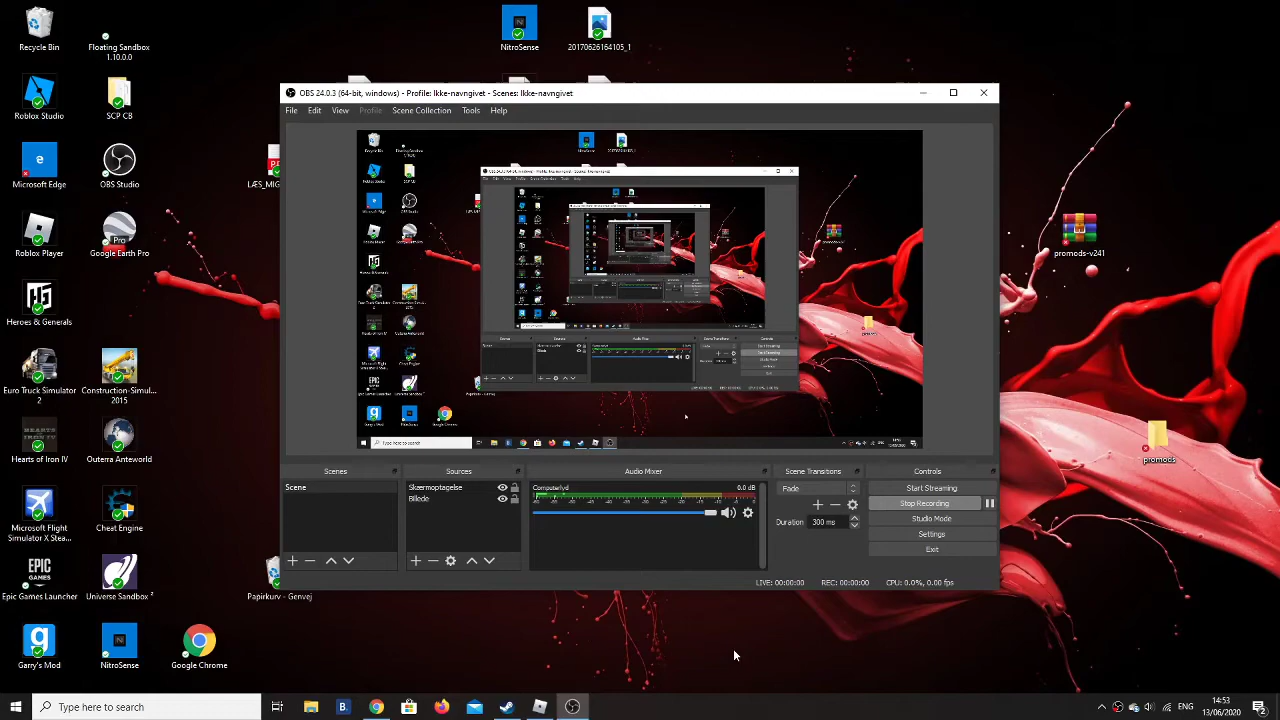 Recycle Bin
Floating Sandbox
1.10.0.0
NitroSense
20170626164105_1
Roblox Studio
SCP CB
Microsoft Edge
OBS Studio
LÆS_MIG
Roblox Player
Google Earth Pro
Heroes & Generals
Euro Truck Simulator
2
Construction-Simul...
2015
Hearts of Iron IV
Outerra Anteworld
Microsoft Flight
Simulator X Stea...
Cheat Engine
Epic Games Launcher
Universe Sandbox ²
Papirkurv - Genvej
Garry's Mod
NitroSense
Google Chrome
promods-v241
promods
OBS 24.0.3 (64-bit, windows) - Profile: Ikke-navngivet - Scenes: Ikke-navngivet
File Edit View Profile Scene Collection Tools Help
Scenes
Scene
Sources
Skærmoptagelse
Billede
Audio Mixer
Computerlyd 0.0 dB
Scene Transitions
Fade
Duration 300 ms
Controls
Start Streaming
Stop Recording
Studio Mode
Settings
Exit
LIVE: 00:00:00 REC: 00:00:00 CPU: 0.0%, 0.00 fps
Type here to search
ENG
14:53
13/06/2020